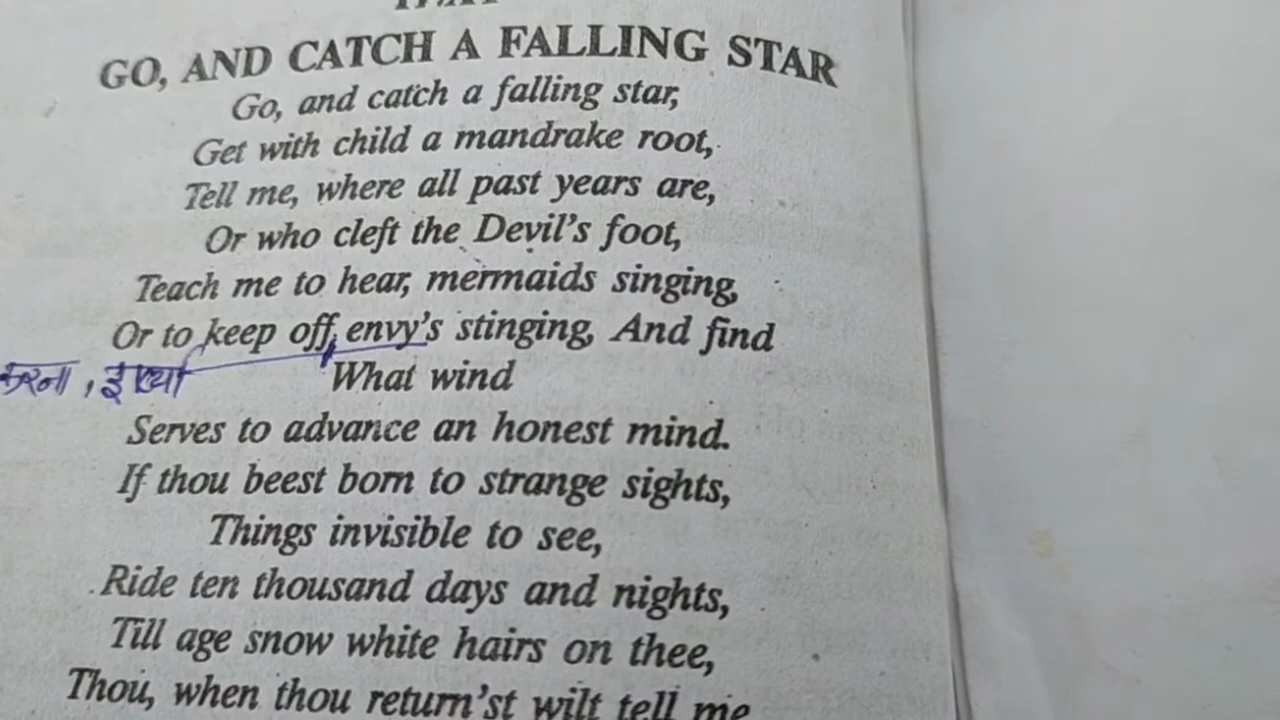 GO, AND CATCH A FALLING STAR
Go, and catch a falling star,
Get with child a mandrake root,
Tell me, where all past years are,
Or who cleft the Devil's foot,
Teach me to hear, mermaids singing,
Or to keep off, envy's stinging, And find
करना, इर्ष्या What wind
Serves to advance an honest mind.
If thou beest born to strange sights,
Things invisible to see,
Ride ten thousand days and nights,
Till age snow white hairs on thee,
Thou, when thou return'st wilt tell me